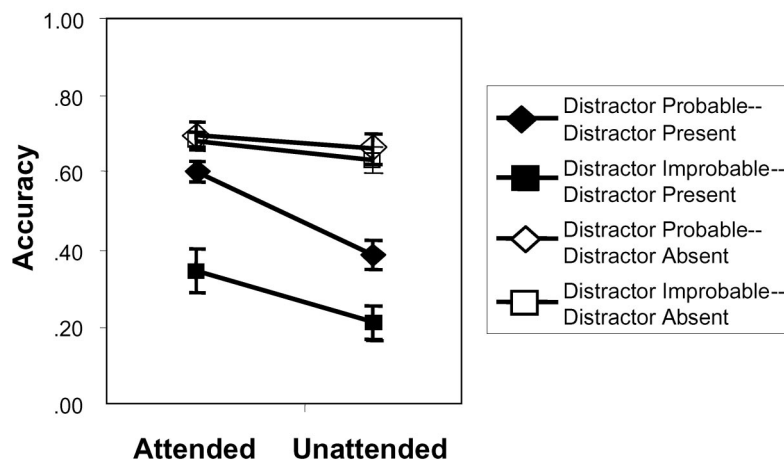 1.00
.80
.60
.40
.20
.00
Accuracy
Attended
Unattended
Distractor Probable--
Distractor Present
Distractor Improbable--
Distractor Present
Distractor Probable--
Distractor Absent
Distractor Improbable--
Distractor Absent